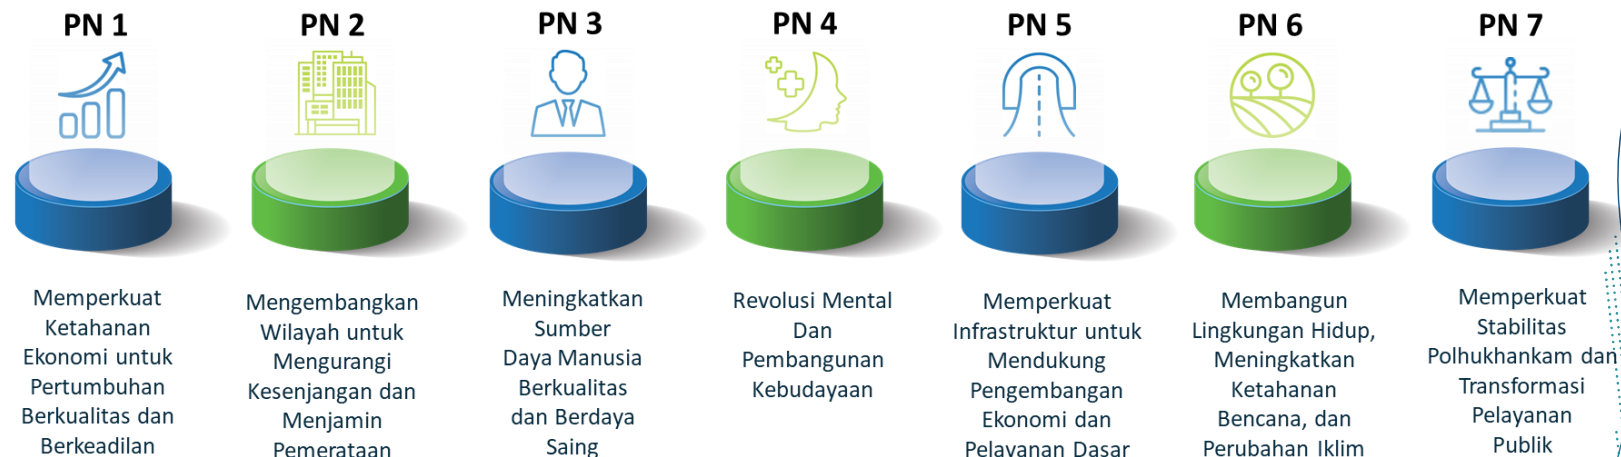 PN 1
Memperkuat
Ketahanan
Ekonomi untuk
Pertumbuhan
Berkualitas dan
Berkeadilan
PN 2
Mengembangkan
Wilayah untuk
Mengurangi
Kesenjangan dan
Menjamin
Pemerataan
PN 3
Meningkatkan
Sumber
Daya Manusia
Berkualitas
dan Berdaya
Saing
PN 4
Revolusi Mental
Dan
Pembangunan
Kebudayaan
PN 5
Memperkuat
Infrastruktur untuk
Mendukung
Pengembangan
Ekonomi dan
Pelayanan Dasar
PN 6
Membangun
Lingkungan Hidup,
Meningkatkan
Ketahanan
Bencana, dan
Perubahan Iklim
PN 7
Memperkuat
Stabilitas
Polhukhankam dan
Transformasi
Pelayanan
Publik